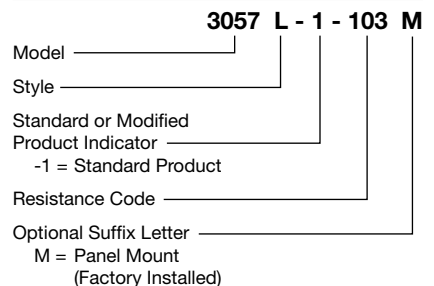 3057 L - 1 - 103 M
Model
Style
Standard or Modified
Product Indicator
-1 = Standard Product
Resistance Code
Optional Suffix Letter
M = Panel Mount
(Factory Installed)